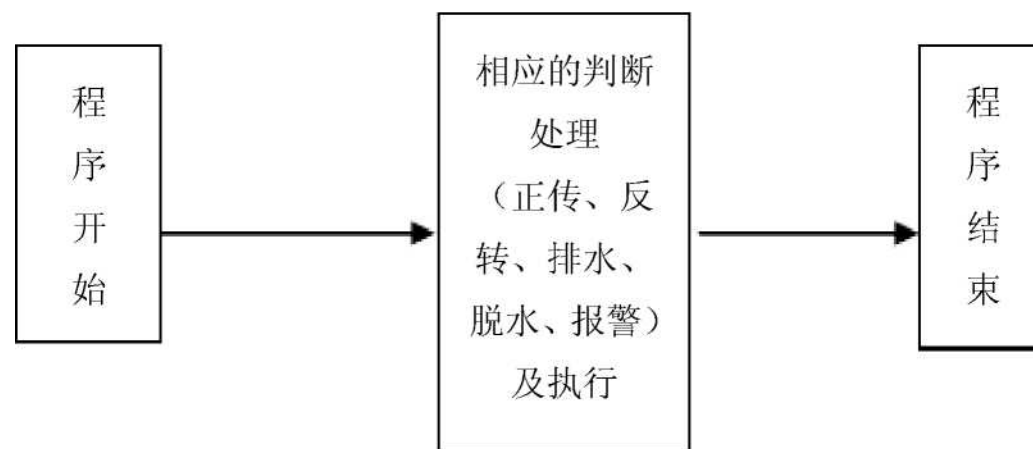 程
序
开
始
相应的判断
处理
（正传、反
转、排水、
脱水、报警）
及执行
程
序
结
束